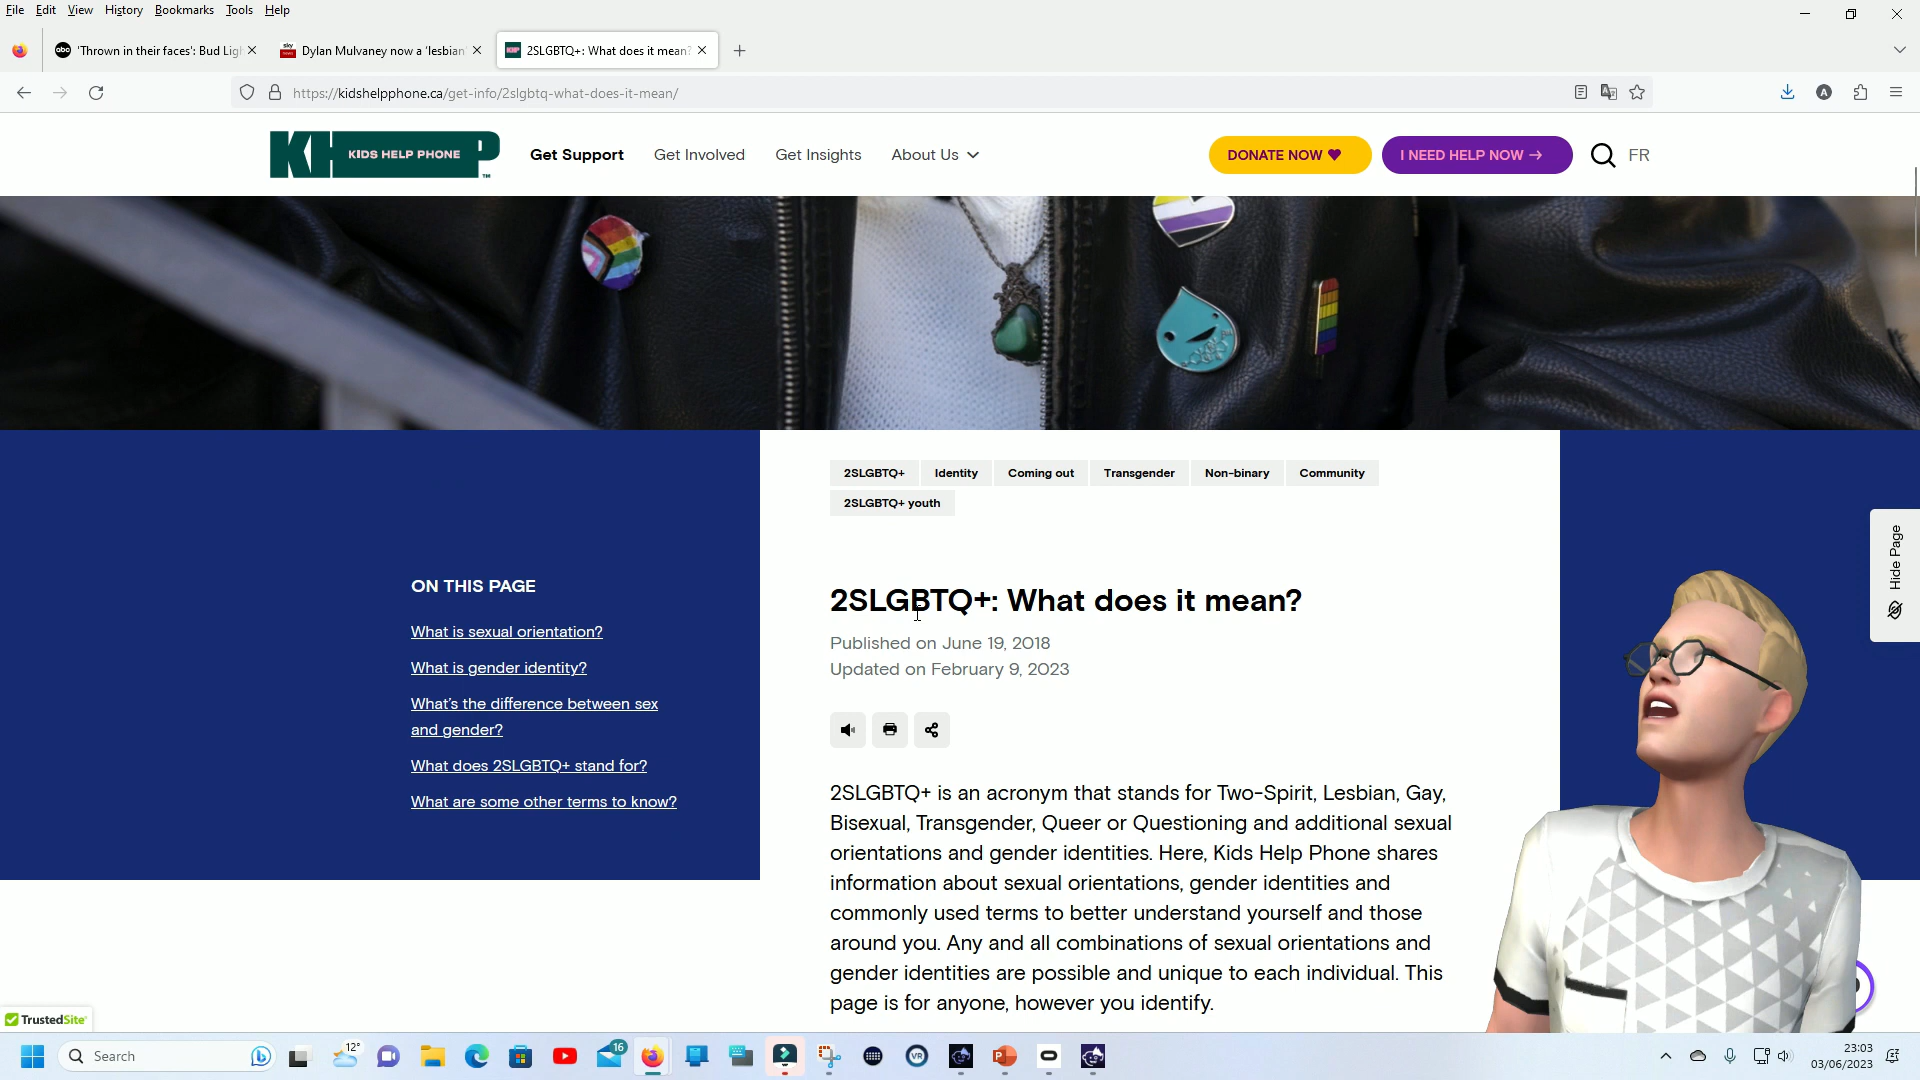 File Edit View History Bookmarks Tools Help
'Thrown in their faces': Bud Ligh
Dylan Mulvaney now a 'lesbian'
2SLGBTQ+: What does it mean?
https://kidshelpphone.ca/get-info/2slgbtq-what-does-it-mean/
KIDS HELP PHONE
Get Support Get Involved Get Insights About Us
DONATE NOW
I NEED HELP NOW →
FR
2SLGBTQ+ Identity Coming out Transgender Non-binary Community
2SLGBTQ+ youth
Hide Page
ON THIS PAGE
What is sexual orientation?
What is gender identity?
What's the difference between sex
and gender?
What does 2SLGBTQ+ stand for?
What are some other terms to know?
2SLGBTQ+: What does it mean?
Published on June 19, 2018
Updated on February 9, 2023
2SLGBTQ+ is an acronym that stands for Two-Spirit, Lesbian, Gay,
Bisexual, Transgender, Queer or Questioning and additional sexual
orientations and gender identities. Here, Kids Help Phone shares
information about sexual orientations, gender identities and
commonly used terms to better understand yourself and those
around you. Any and all combinations of sexual orientations and
gender identities are possible and unique to each individual. This
page is for anyone, however you identify.
TrustedSite
Search
12°
16
23:03
03/06/2023